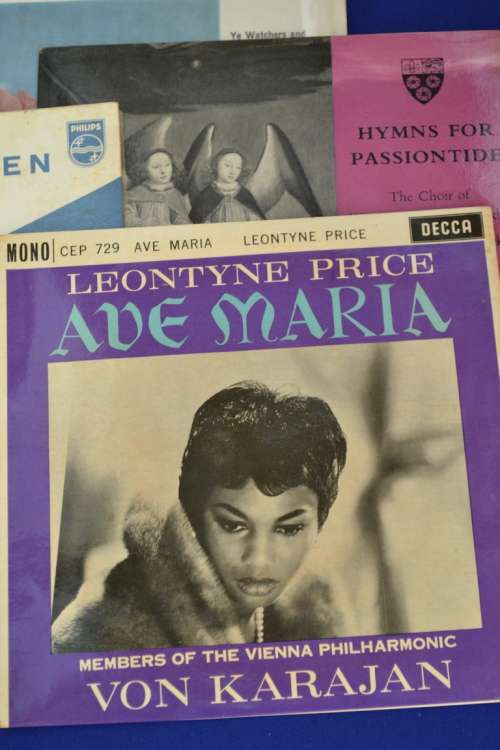 Ye Watchers and
HYMNS FOR
PASSIONTIDE
The Choir of
PHILIPS
EN
MONO CEP 729 AVE MARIA LEONTYNE PRICE DECCA
LEONTYNE PRICE
AVE MARIA
MEMBERS OF THE VIENNA PHILHARMONIC
VON KARAJAN